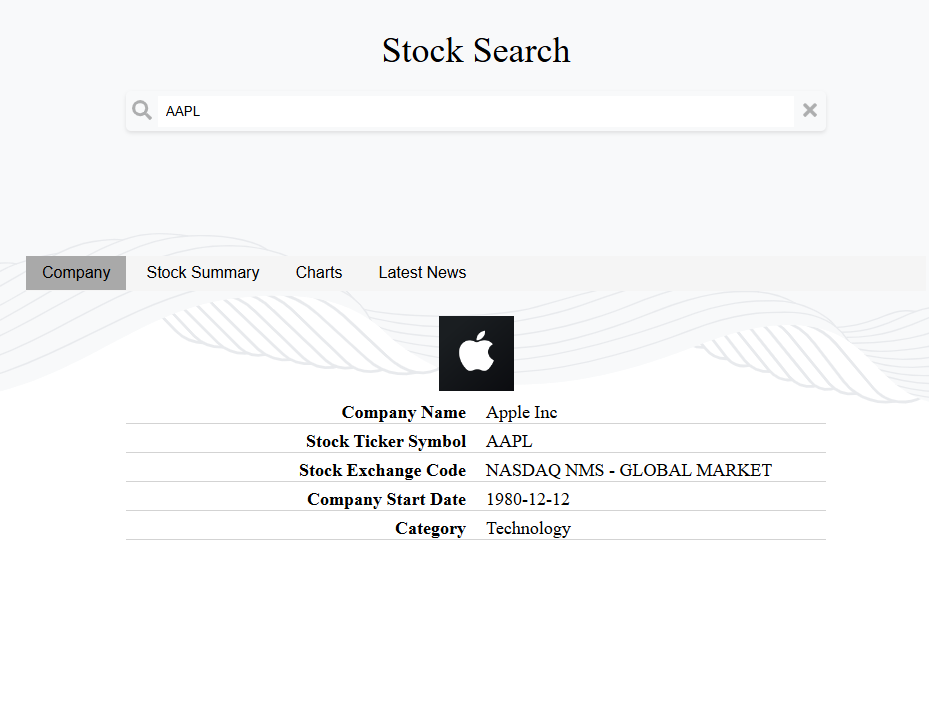 Stock Search
AAPL
Company Stock Summary Charts Latest News
Company Name Apple Inc
Stock Ticker Symbol AAPL
Stock Exchange Code NASDAQ NMS - GLOBAL MARKET
Company Start Date 1980-12-12
Category Technology